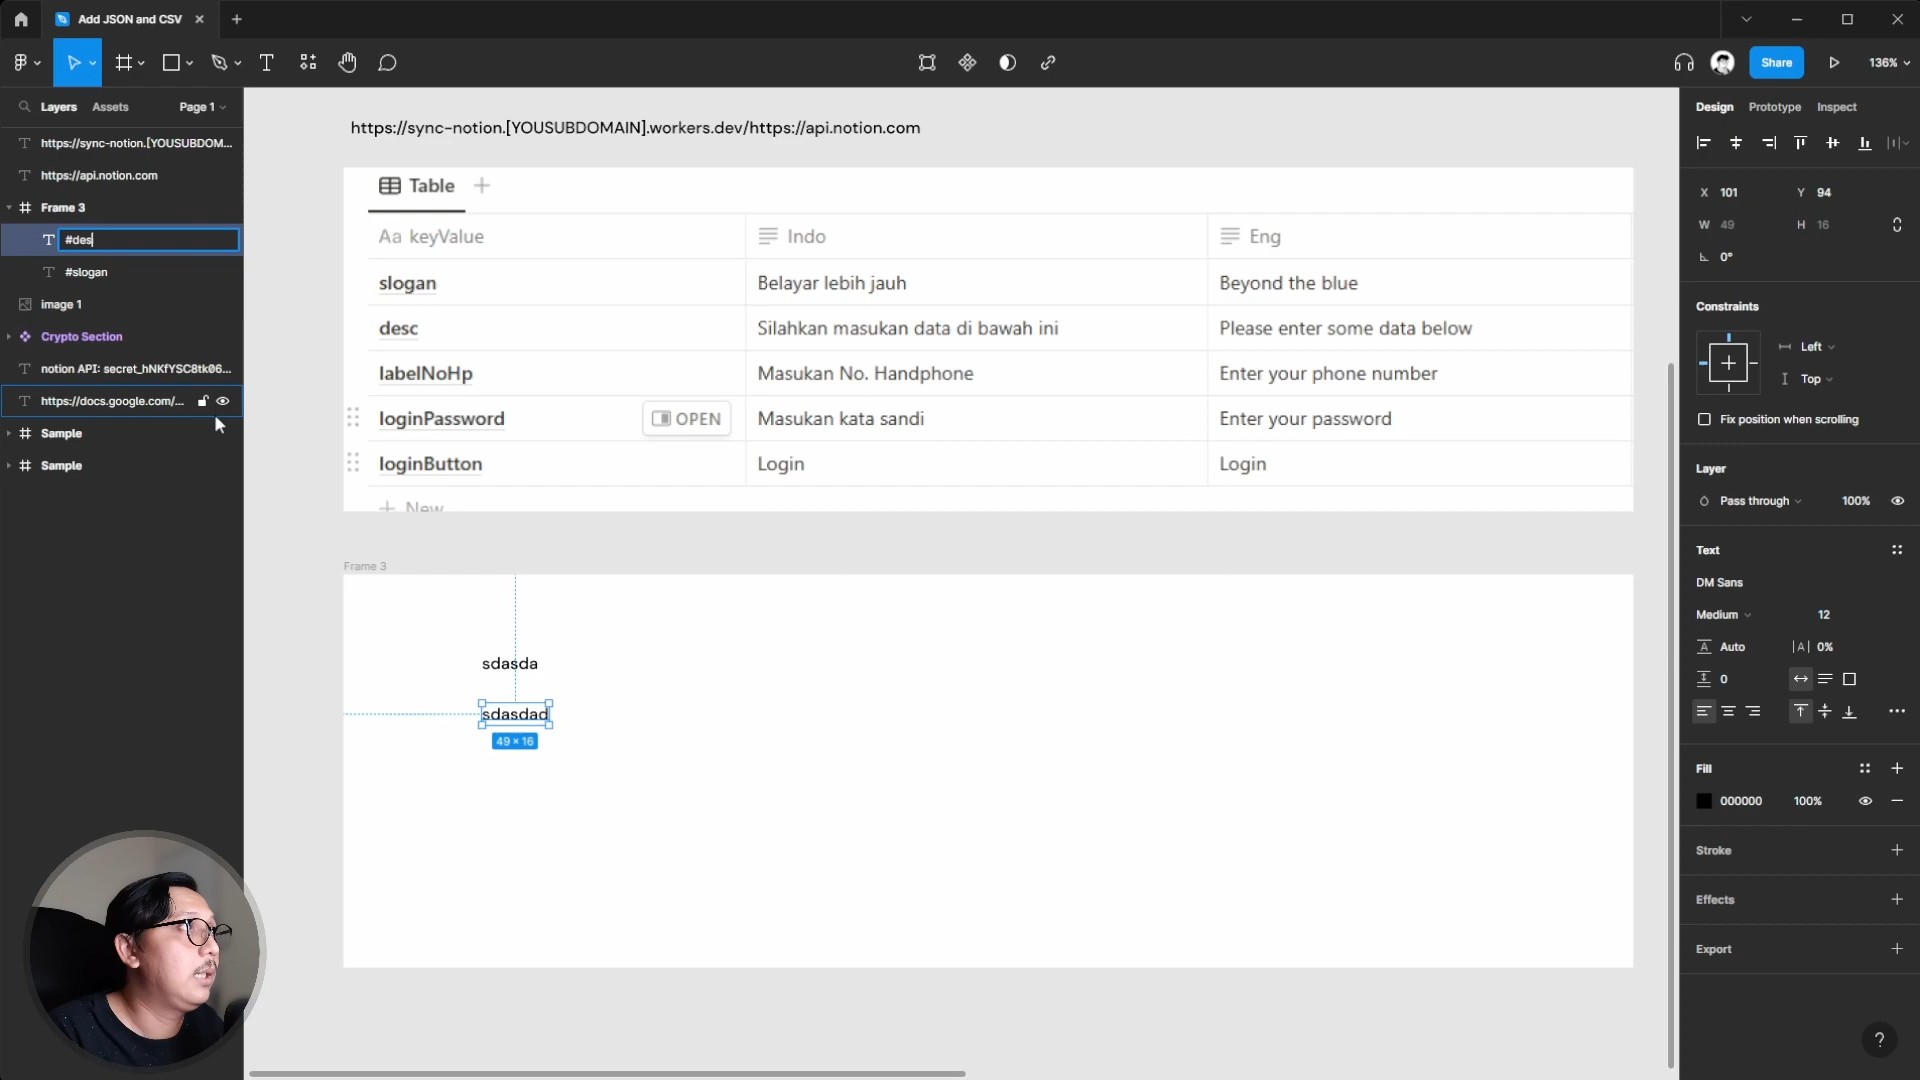 Add JSON and CSV
Share
136%
Layers
Assets
Page 1
https://sync-notion.[YOUSUBDOM...
https://api.notion.com
Frame 3
#des
#slogan
image 1
Crypto Section
notion API: secret_hNKfYSC8tk06...
https://docs.google.com/...
Sample
Sample
https://sync-notion.[YOUSUBDOMAIN].workers.dev/https://api.notion.com
Table
Aa keyValue Indo Eng
slogan Belayar lebih jauh Beyond the blue
desc Silahkan masukan data di bawah ini Please enter some data below
labelNoHp Masukan No. Handphone Enter your phone number
loginPassword OPEN Masukan kata sandi Enter your password
loginButton Login Login
+ New
Frame 3
sdasda
sdasdad
49 × 16
Design Prototype Inspect
X 101 Y 94
W 49 H 16
0°
Constraints
Left
Top
Fix position when scrolling
Layer
Pass through 100%
Text
DM Sans
Medium 12
A Auto |A| 0%
0
Fill
000000 100%
Stroke
Effects
Export
?